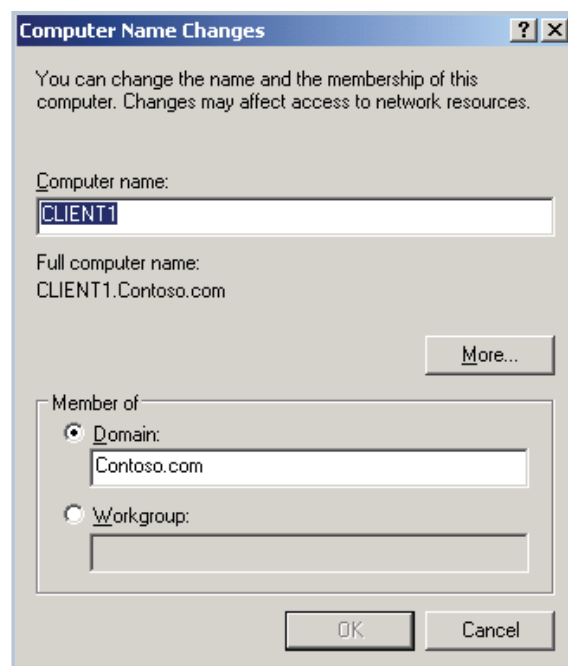 Computer Name Changes
You can change the name and the membership of this
computer. Changes may affect access to network resources.
Computer name:
CLIENT1
Full computer name:
CLIENT1.Contoso.com
More...
Member of
Domain:
Contoso.com
Workgroup:
OK Cancel